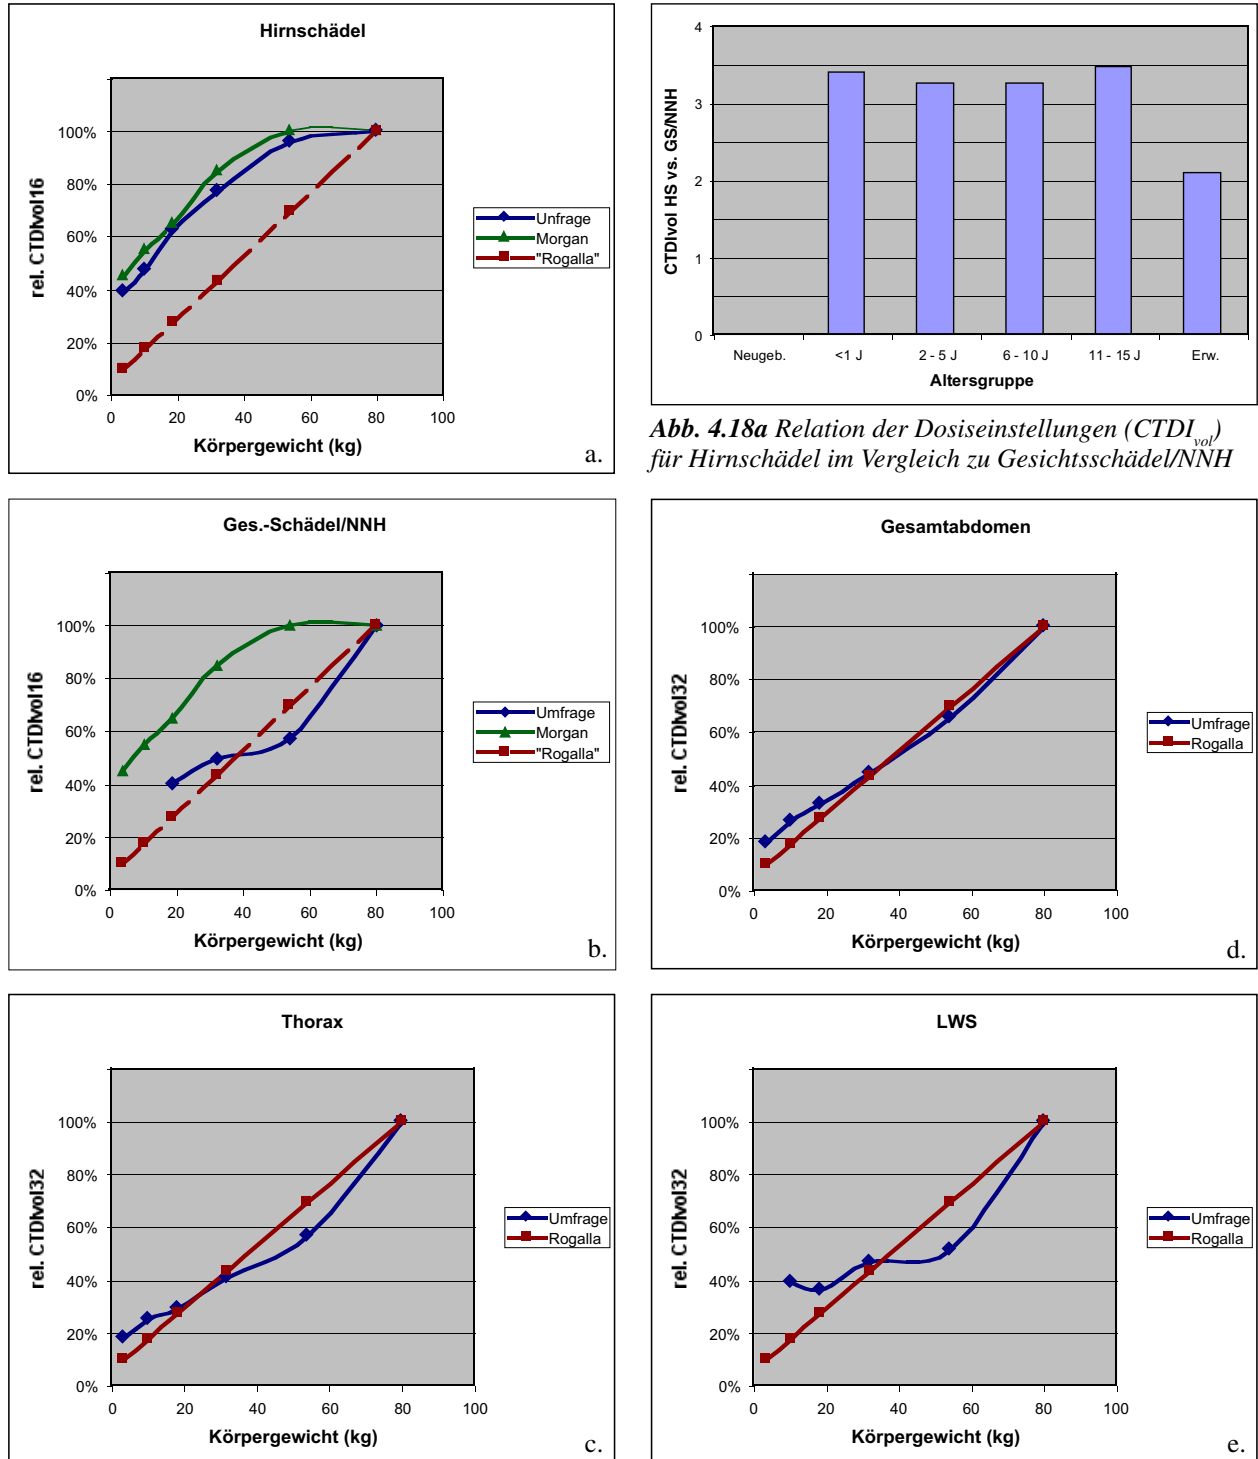 Hirnschädel
100%
80%
60%
40%
20%
0%
0 20 40 60 80 100
rel. CTDIvol16
Körpergewicht (kg)
Unfrage
Morgan
"Rogalla"
a.
4
3
2
1
0
CTDIvol HS vs. GS/NNH
Neugeb. <1 J 2 - 5 J 6 - 10 J 11 - 15 J Erw.
Altersgruppe
Abb. 4.18a Relation der Dosiseinstellungen (CTDIvol)
für Hirnschädel im Vergleich zu Gesichtsschädel/NNH
Ges.-Schädel/NNH
100%
80%
60%
40%
20%
0%
0 20 40 60 80 100
rel. CTDIvol16
Körpergewicht (kg)
Umfrage
Morgan
"Rogalla"
b.
Gesamtabdomen
100%
80%
60%
40%
20%
0%
0 20 40 60 80 100
rel. CTDIvol32
Körpergewicht (kg)
Umfrage
Rogalla
d.
Thorax
100%
80%
60%
40%
20%
0%
0 20 40 60 80 100
rel. CTDIvol32
Körpergewicht (kg)
Umfrage
Rogalla
c.
LWS
100%
80%
60%
40%
20%
0%
0 20 40 60 80 100
rel. CTDIvol32
Körpergewicht (kg)
Umfrage
Rogalla
e.